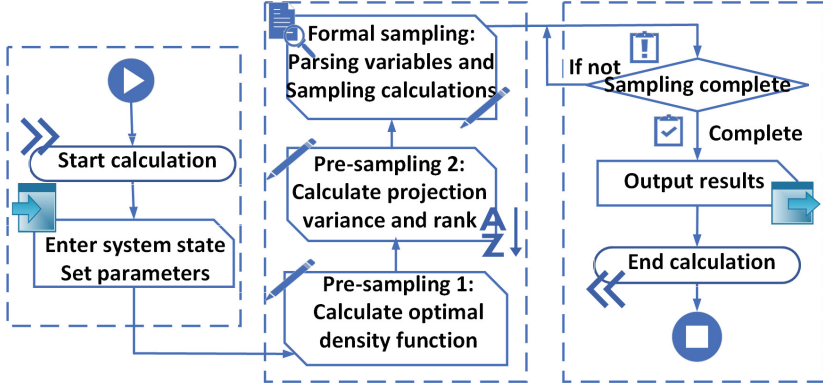 Start calculation
Enter system state
Set parameters
Pre-sampling 1:
Calculate optimal
density function
Pre-sampling 2:
Calculate projection
variance and rank
A
Z
Formal sampling:
Parsing variables and
Sampling calculations
If not
Sampling complete
Complete
Output results
End calculation